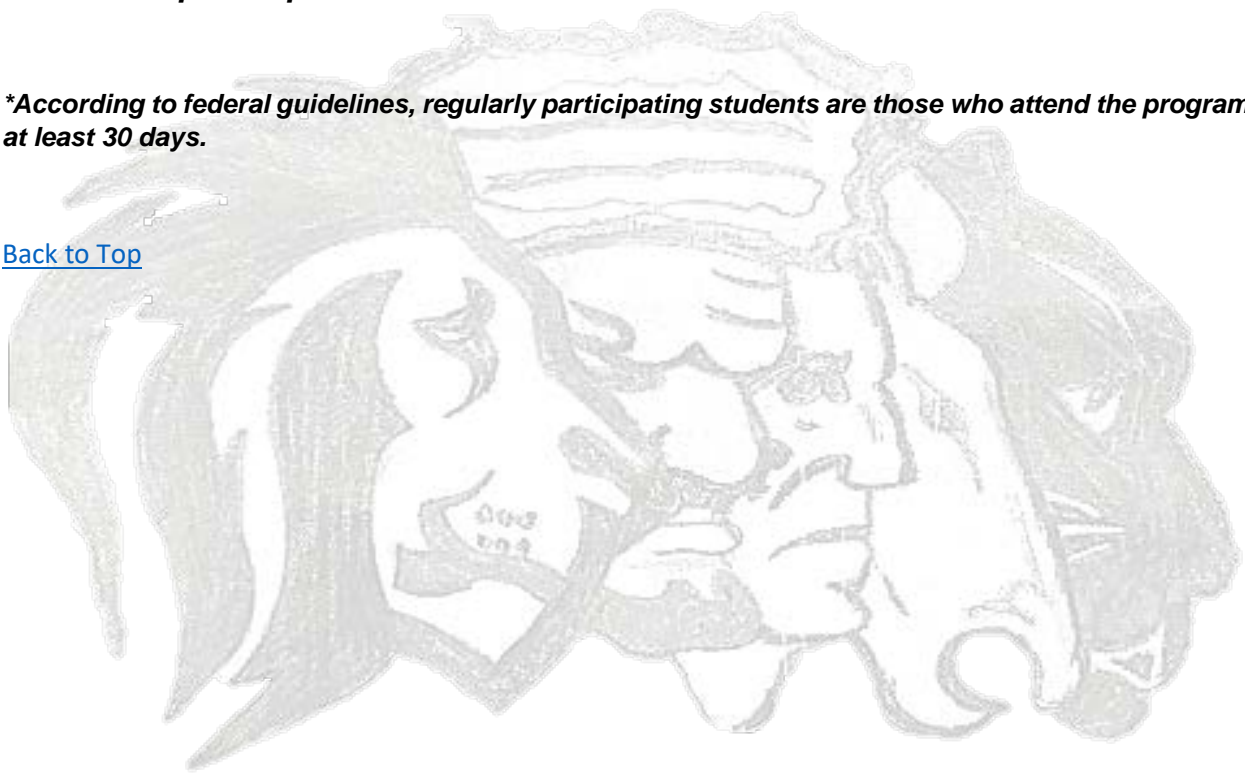 *According to federal guidelines, regularly participating students are those who attend the program
at least 30 days.
Back to Top